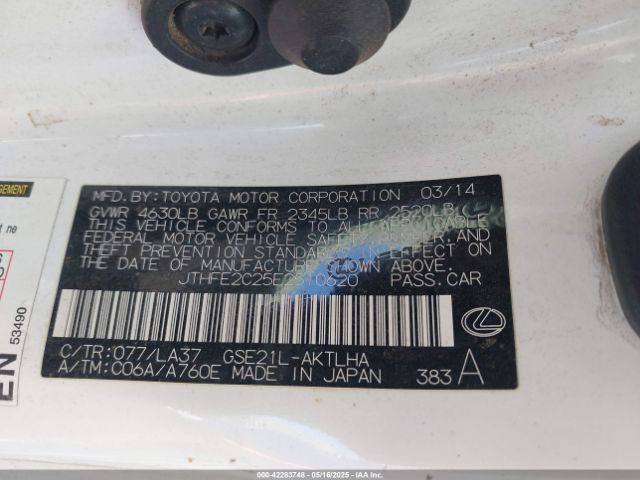 GEMENT
EN
53490
MFD.BY:TOYOTA MOTOR CORPORATION 03/14
GVWR 4630LB GAWR FR 2345LB RR 2520LB
THIS VEHICLE CONFORMS TO ALL APPLICABLE
FEDERAL MOTOR VEHICLE SAFETY, BUMPER, AND
THEFT PREVENTION STANDARDS IN EFFECT ON
THE DATE OF MANUFACTURE SHOWN ABOVE.
PASS.CAR
C/TR:077/LA37 GSE21L-AKTLHA
A/TM:C06A/A760E MADE IN JAPAN 383 A
000-42283748 - 05/16/2025 - IAAI.COM